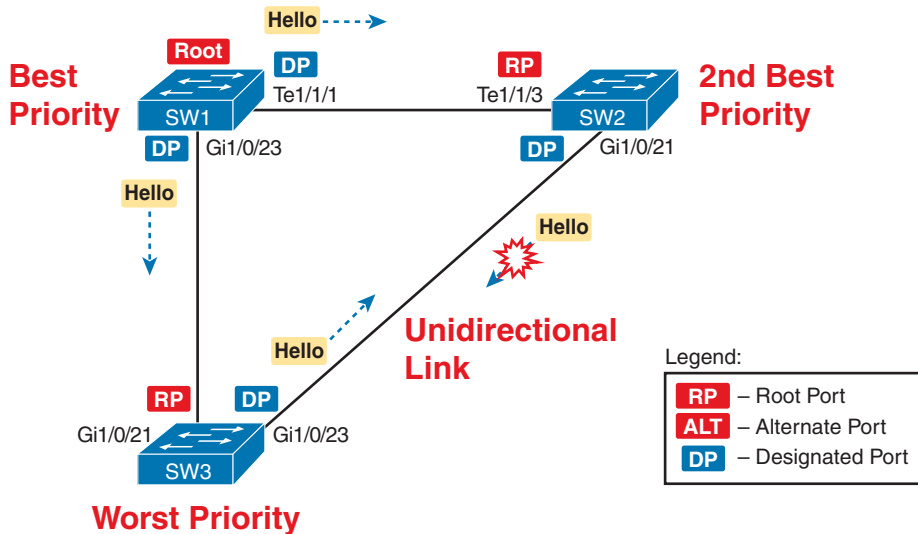 Hello
Root
DP
RP
Best
Priority
Te1/1/1
Te1/1/3
2nd Best
Priority
SW1
SW2
DP
Gi1/0/23
DP
Gi1/0/21
Hello
Hello
Hello
Unidirectional
Link
RP
DP
Gi1/0/21
Gi1/0/23
SW3
Worst Priority
Legend:
RP – Root Port
ALT – Alternate Port
DP – Designated Port